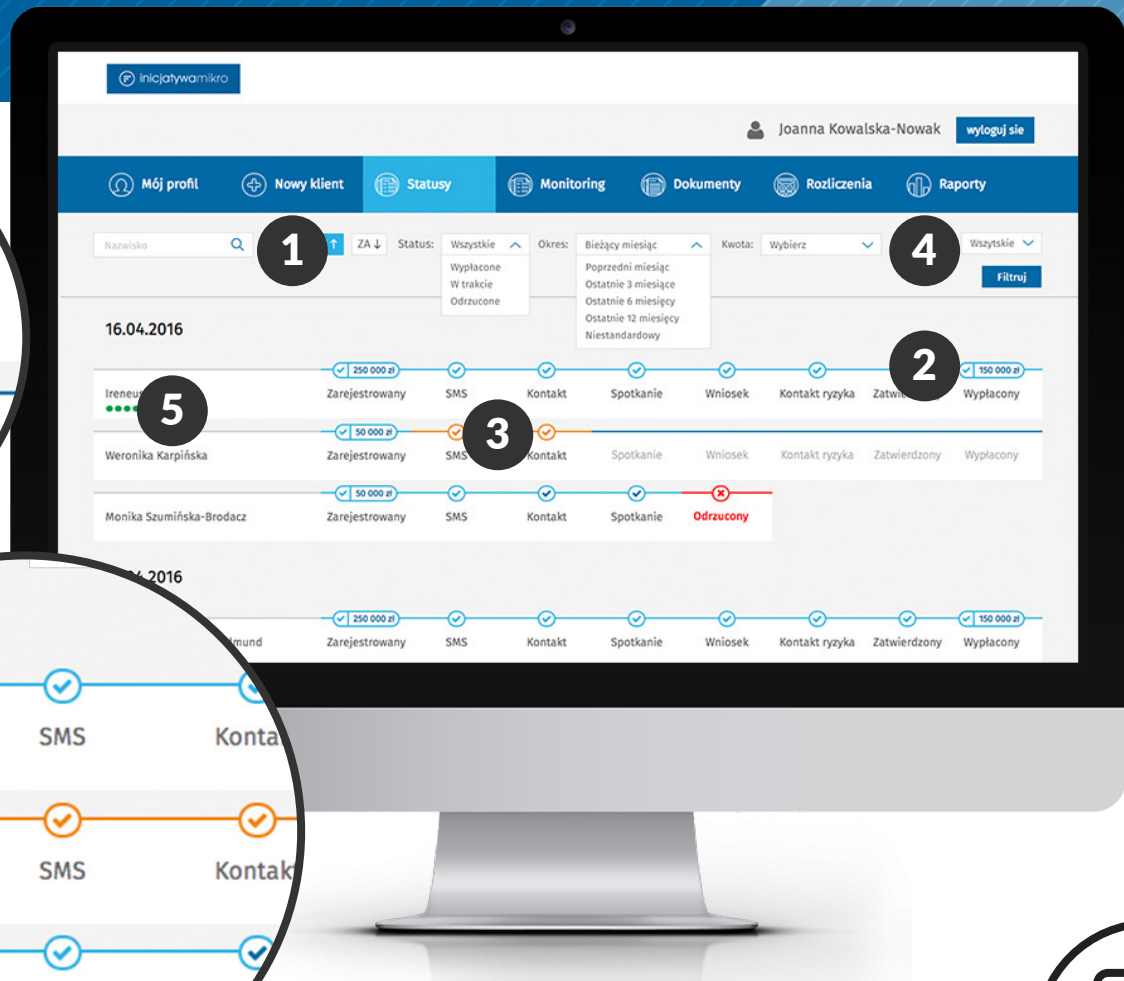 inicjatywamikro
Joanna Kowalska-Nowak wyloguj sie
Mój profil Nowy klient Statusy Monitoring Dokumenty Rozliczenia Raporty
Nazwisko 1 ↑ ZA ↓ Status: Wszystkie Okres: Bieżący miesiąc Kwota: Wybierz 4 Wszytskie
Wypłacone
W trakcie
Odrzucone
Poprzedni miesiąc
Ostatnie 3 miesiące
Ostatnie 6 miesięcy
Ostatnie 12 miesięcy
Niestandardowy
Filtruj
16.04.2016
250 000 zł 2 150 000 zł
5 Zarejestrowany SMS Kontakt Spotkanie Wniosek Kontakt ryzyka Wypłacony
50 000 zł 3
Weronika Karpińska Zarejestrowany SMS Kontakt Spotkanie Wniosek Kontakt ryzyka Zatwierdzony Wypłacony
50 000 zł
Monika Szumińska-Brodacz Zarejestrowany SMS Kontakt Spotkanie Odrzucony
2016
250 000 zł 150 000 zł
Zarejestrowany SMS Kontakt Spotkanie Wniosek Kontakt ryzyka Zatwierdzony Wypłacony
SMS
SMS